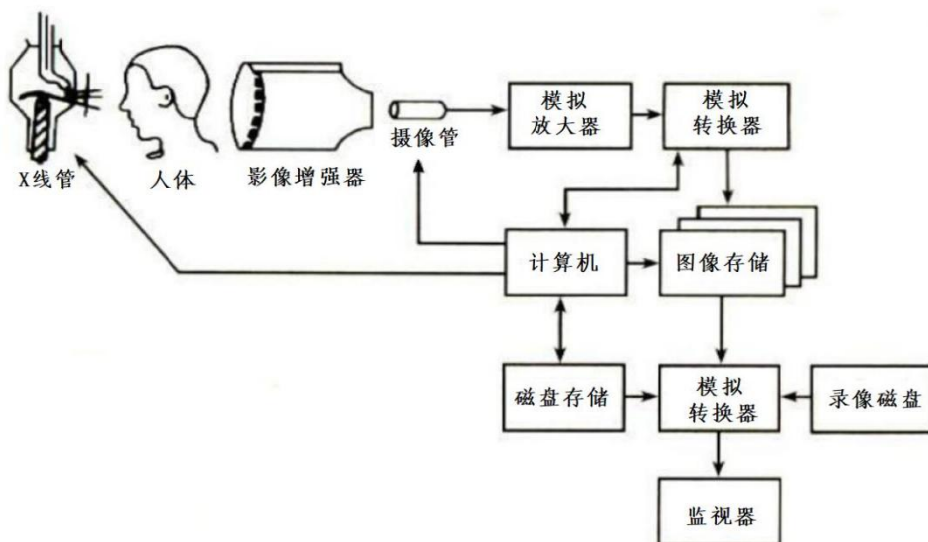 X线管
人体
影像增强器
摄像管
模拟
放大器
模拟
转换器
计算机
图像存储
磁盘存储
模拟
转换器
录像磁盘
监视器